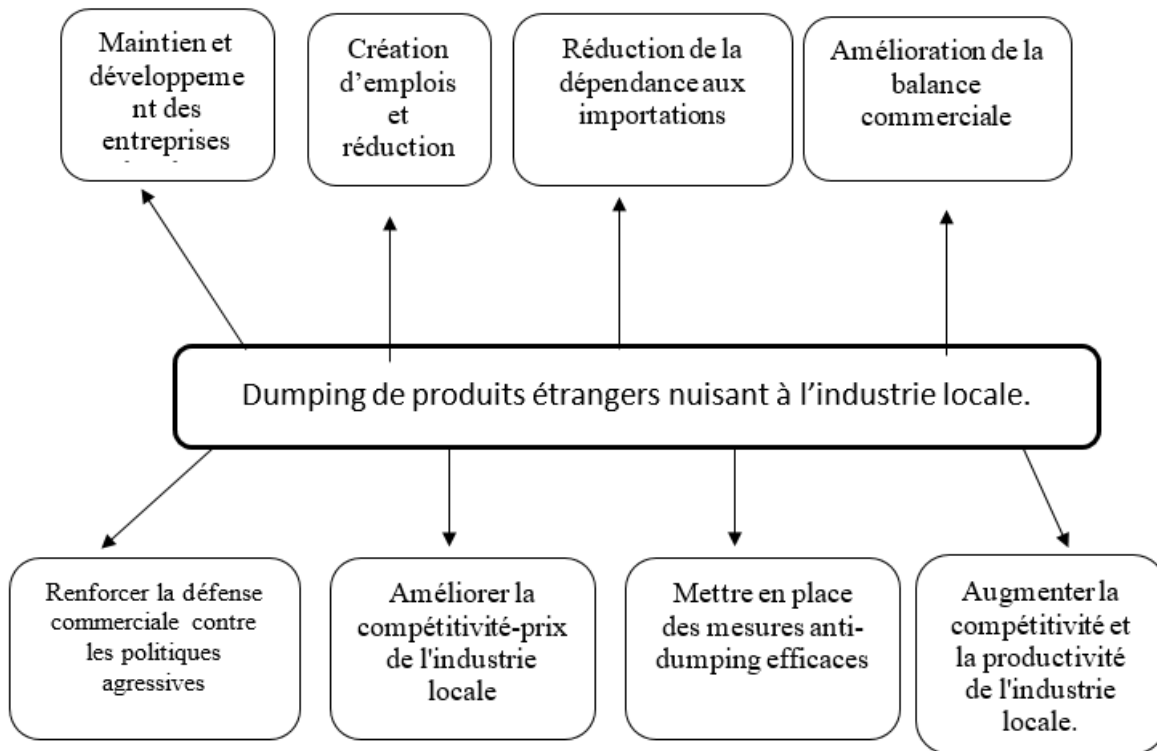 Maintien et
développeme
nt des
entreprises
Création
d'emplois
et
réduction
Réduction de la
dépendance aux
importations
Amélioration de la
balance
commerciale
Dumping de produits étrangers nuisant à l'industrie locale.
Renforcer la défense
commerciale contre
les politiques
agressives
Améliorer la
compétitivité-prix
de l'industrie
locale
Mettre en place
des mesures anti-
dumping efficaces
Augmenter la
compétitivité et
la productivité
de l'industrie
locale.